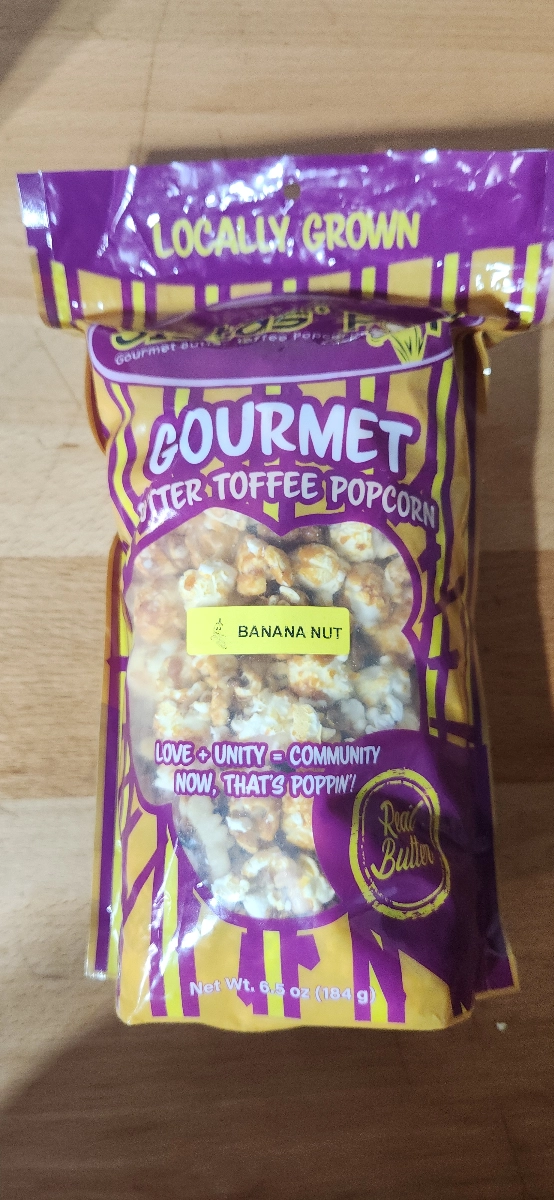 LOCALLY GROWN
GOURMET
TOFFEE POPCORN
BANANA NUT
LOVE + UNITY = COMMUNITY
NOW, THAT'S POPPIN'!
Real
Butter
Net Wt. 6.5 oz (184 g)